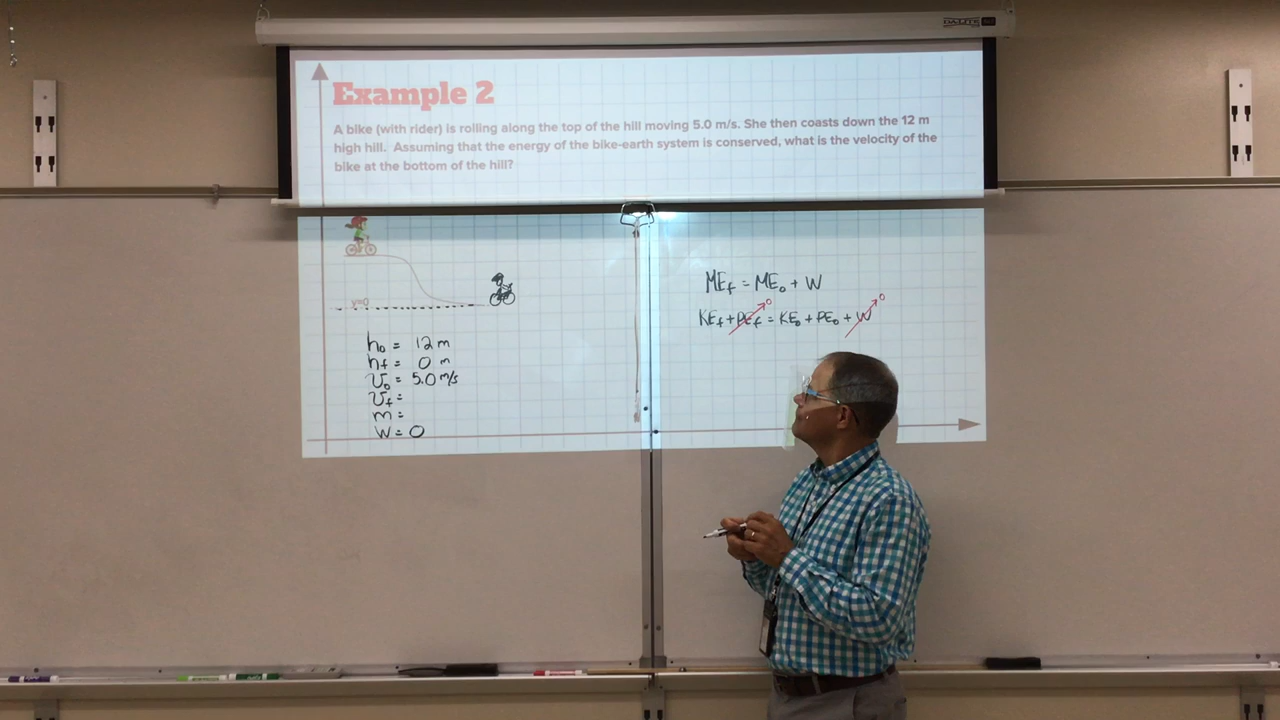 DA-LITE
Example 2
A bike (with rider) is rolling along the top of the hill moving 5.0 m/s. She then coasts down the 12 m
high hill. Assuming that the energy of the bike-earth system is conserved, what is the velocity of the
bike at the bottom of the hill?
y=0
h₀ = 12 m
hf = 0 m
v₀ = 5.0 m/s
vf =
m =
W = 0
MEf = ME₀ + W
KEf + PEf = KE₀ + PE₀ + W
0
0